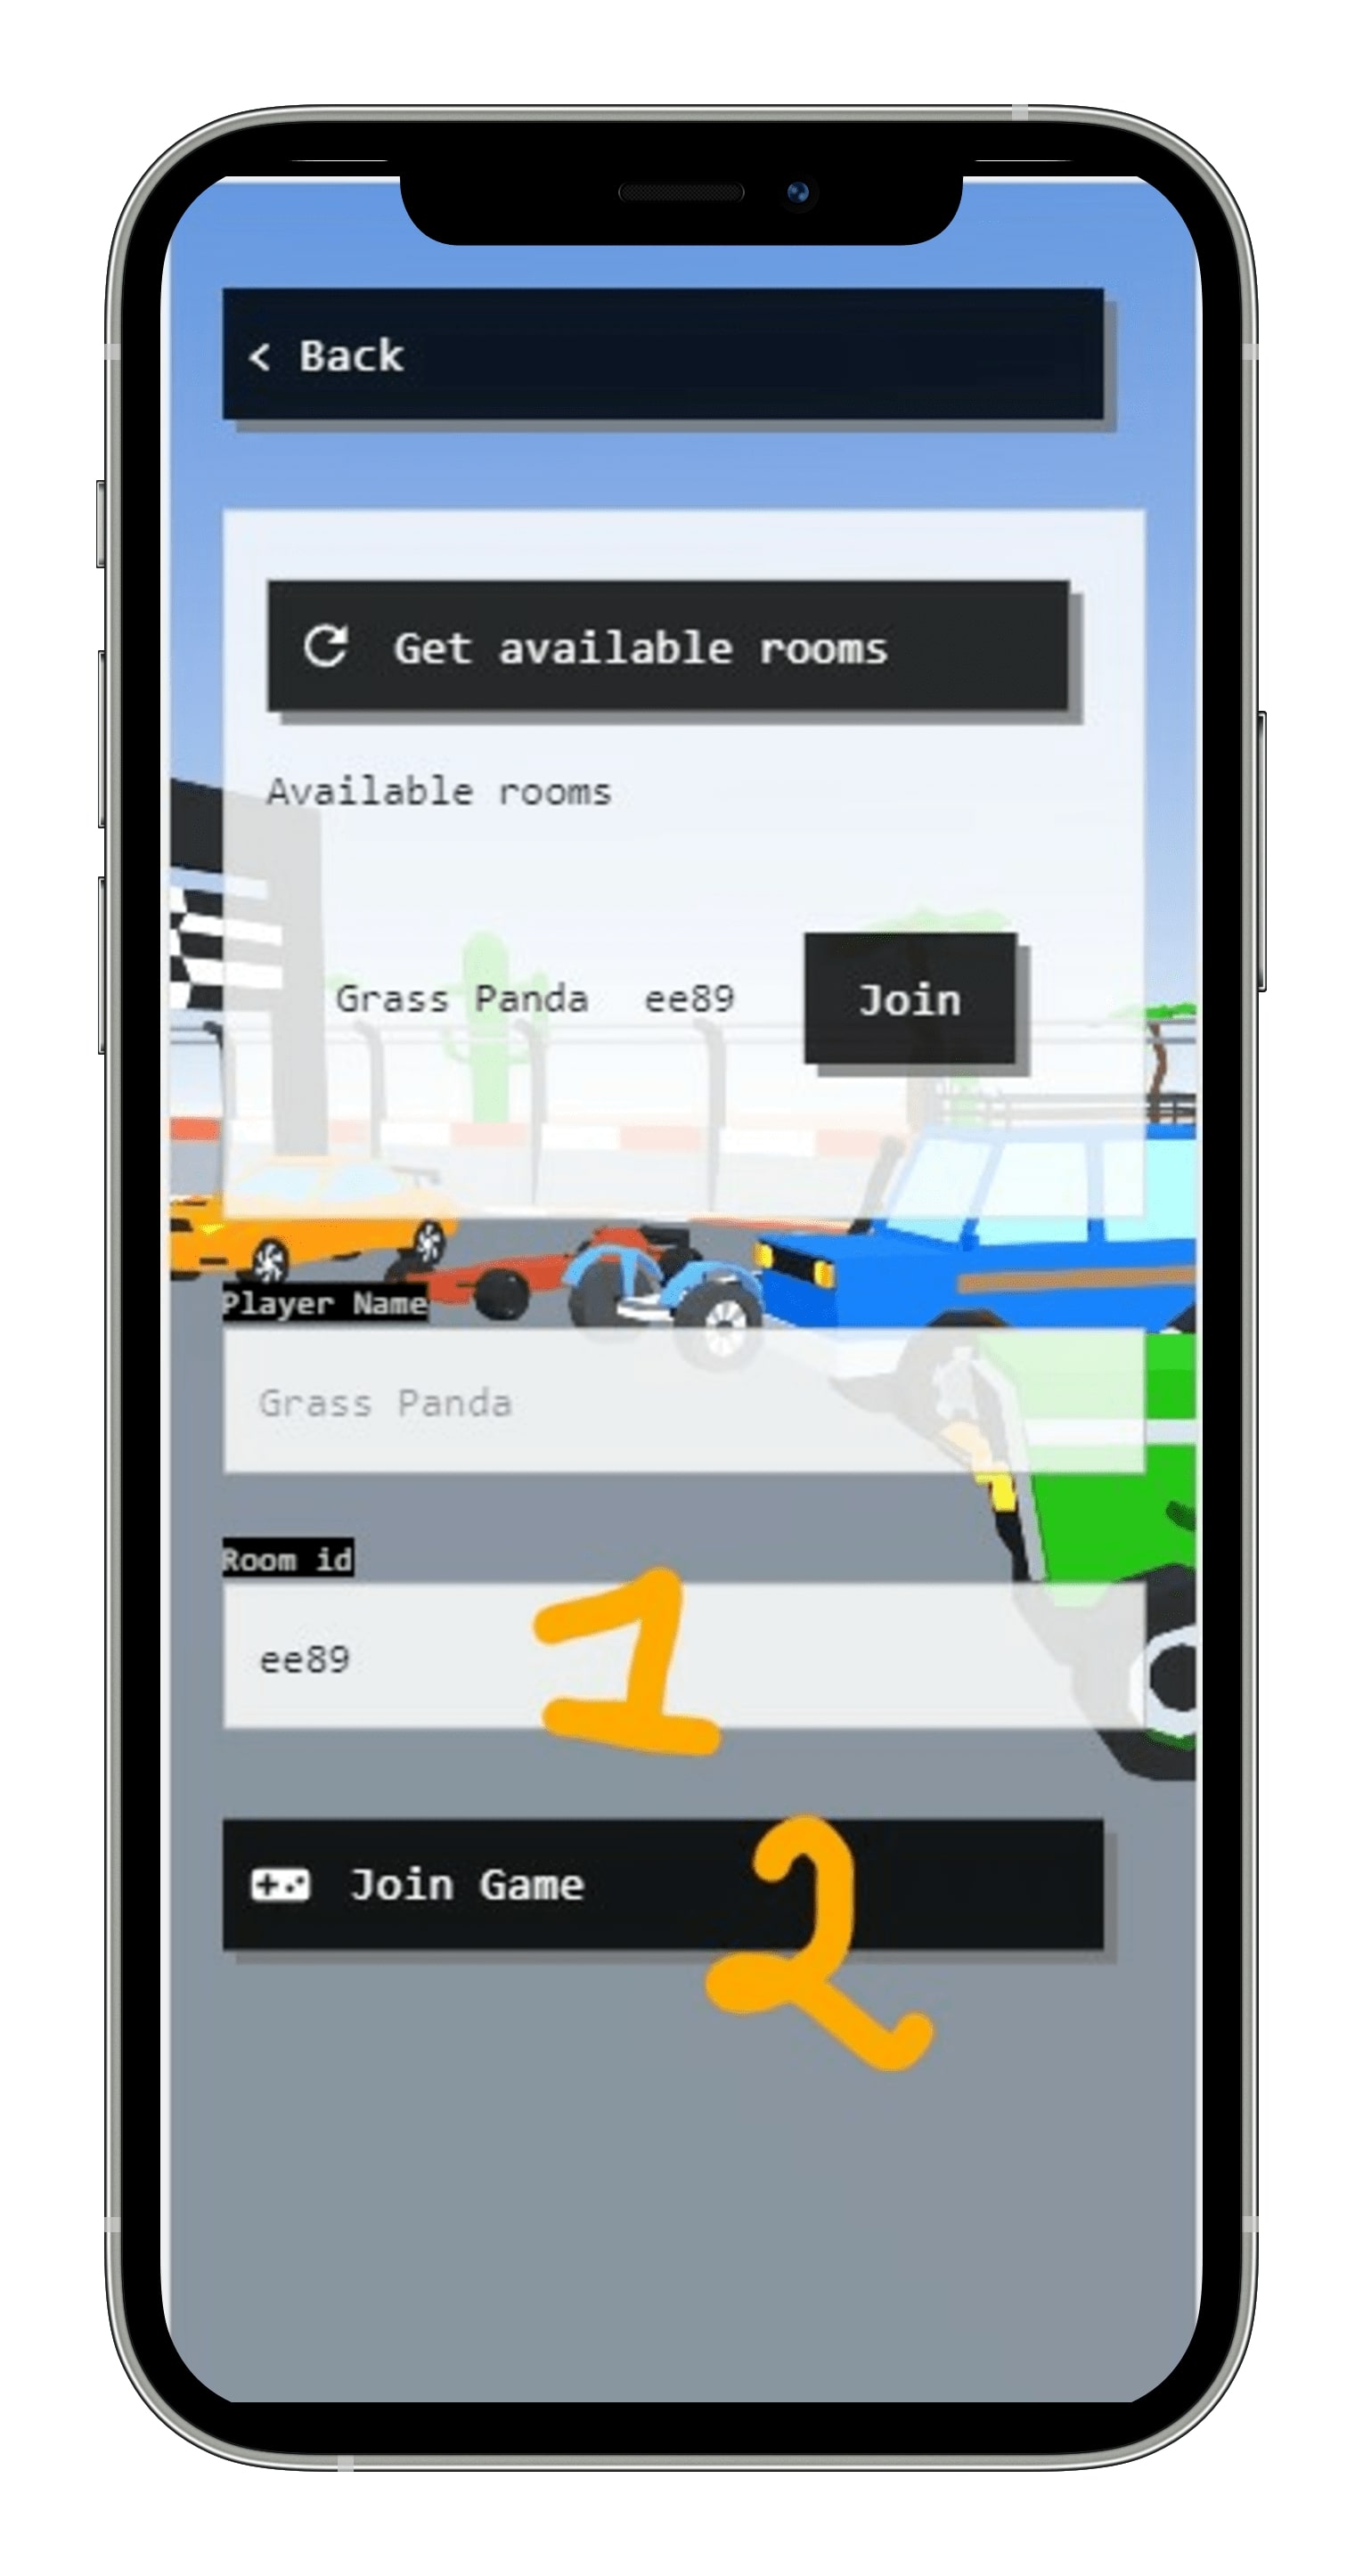 < Back
Get available rooms
Available rooms
Grass Panda ee89 Join
Player Name
Grass Panda
Room id
ee89
1
Join Game
2